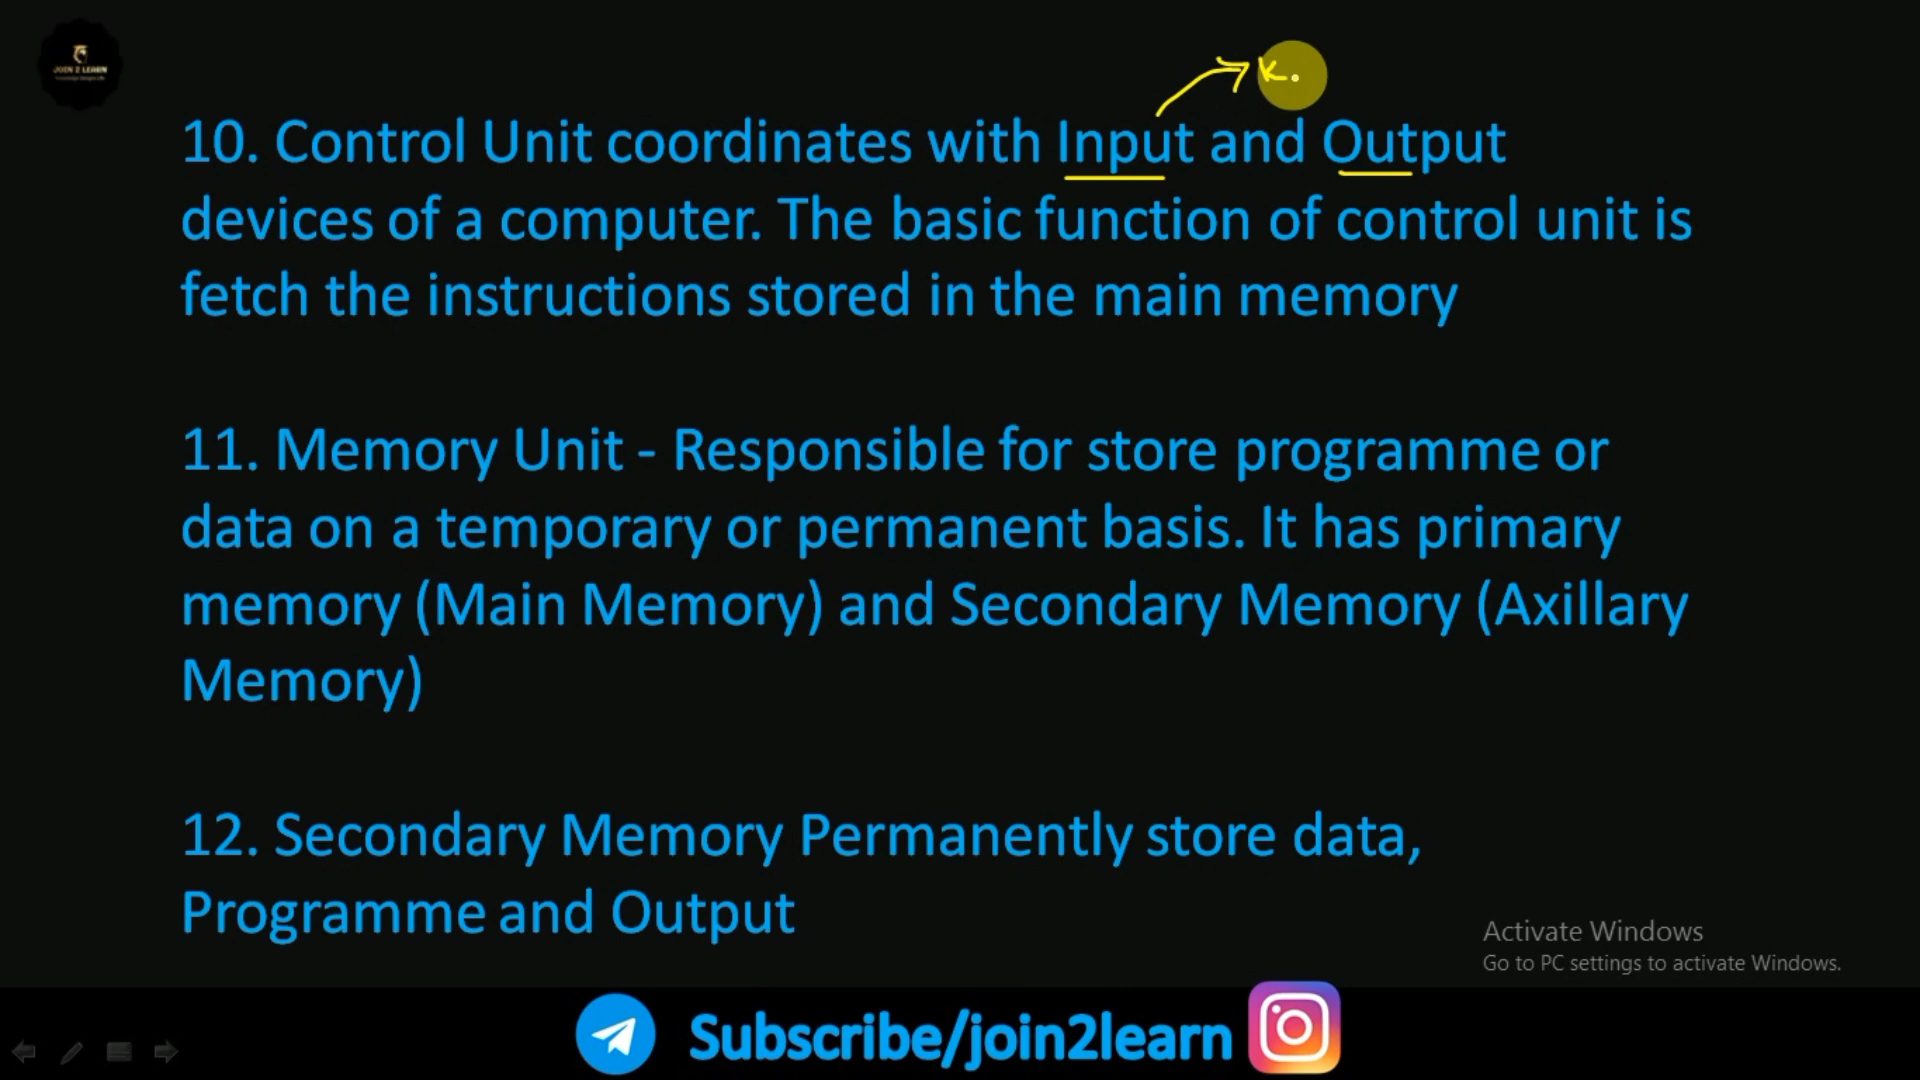 JOIN 2 LEARN
K.
10. Control Unit coordinates with Input and Output
devices of a computer. The basic function of control unit is
fetch the instructions stored in the main memory
11. Memory Unit - Responsible for store programme or
data on a temporary or permanent basis. It has primary
memory (Main Memory) and Secondary Memory (Axillary
Memory)
12. Secondary Memory Permanently store data,
Programme and Output
Activate Windows
Go to PC settings to activate Windows.
Subscribe/join2learn